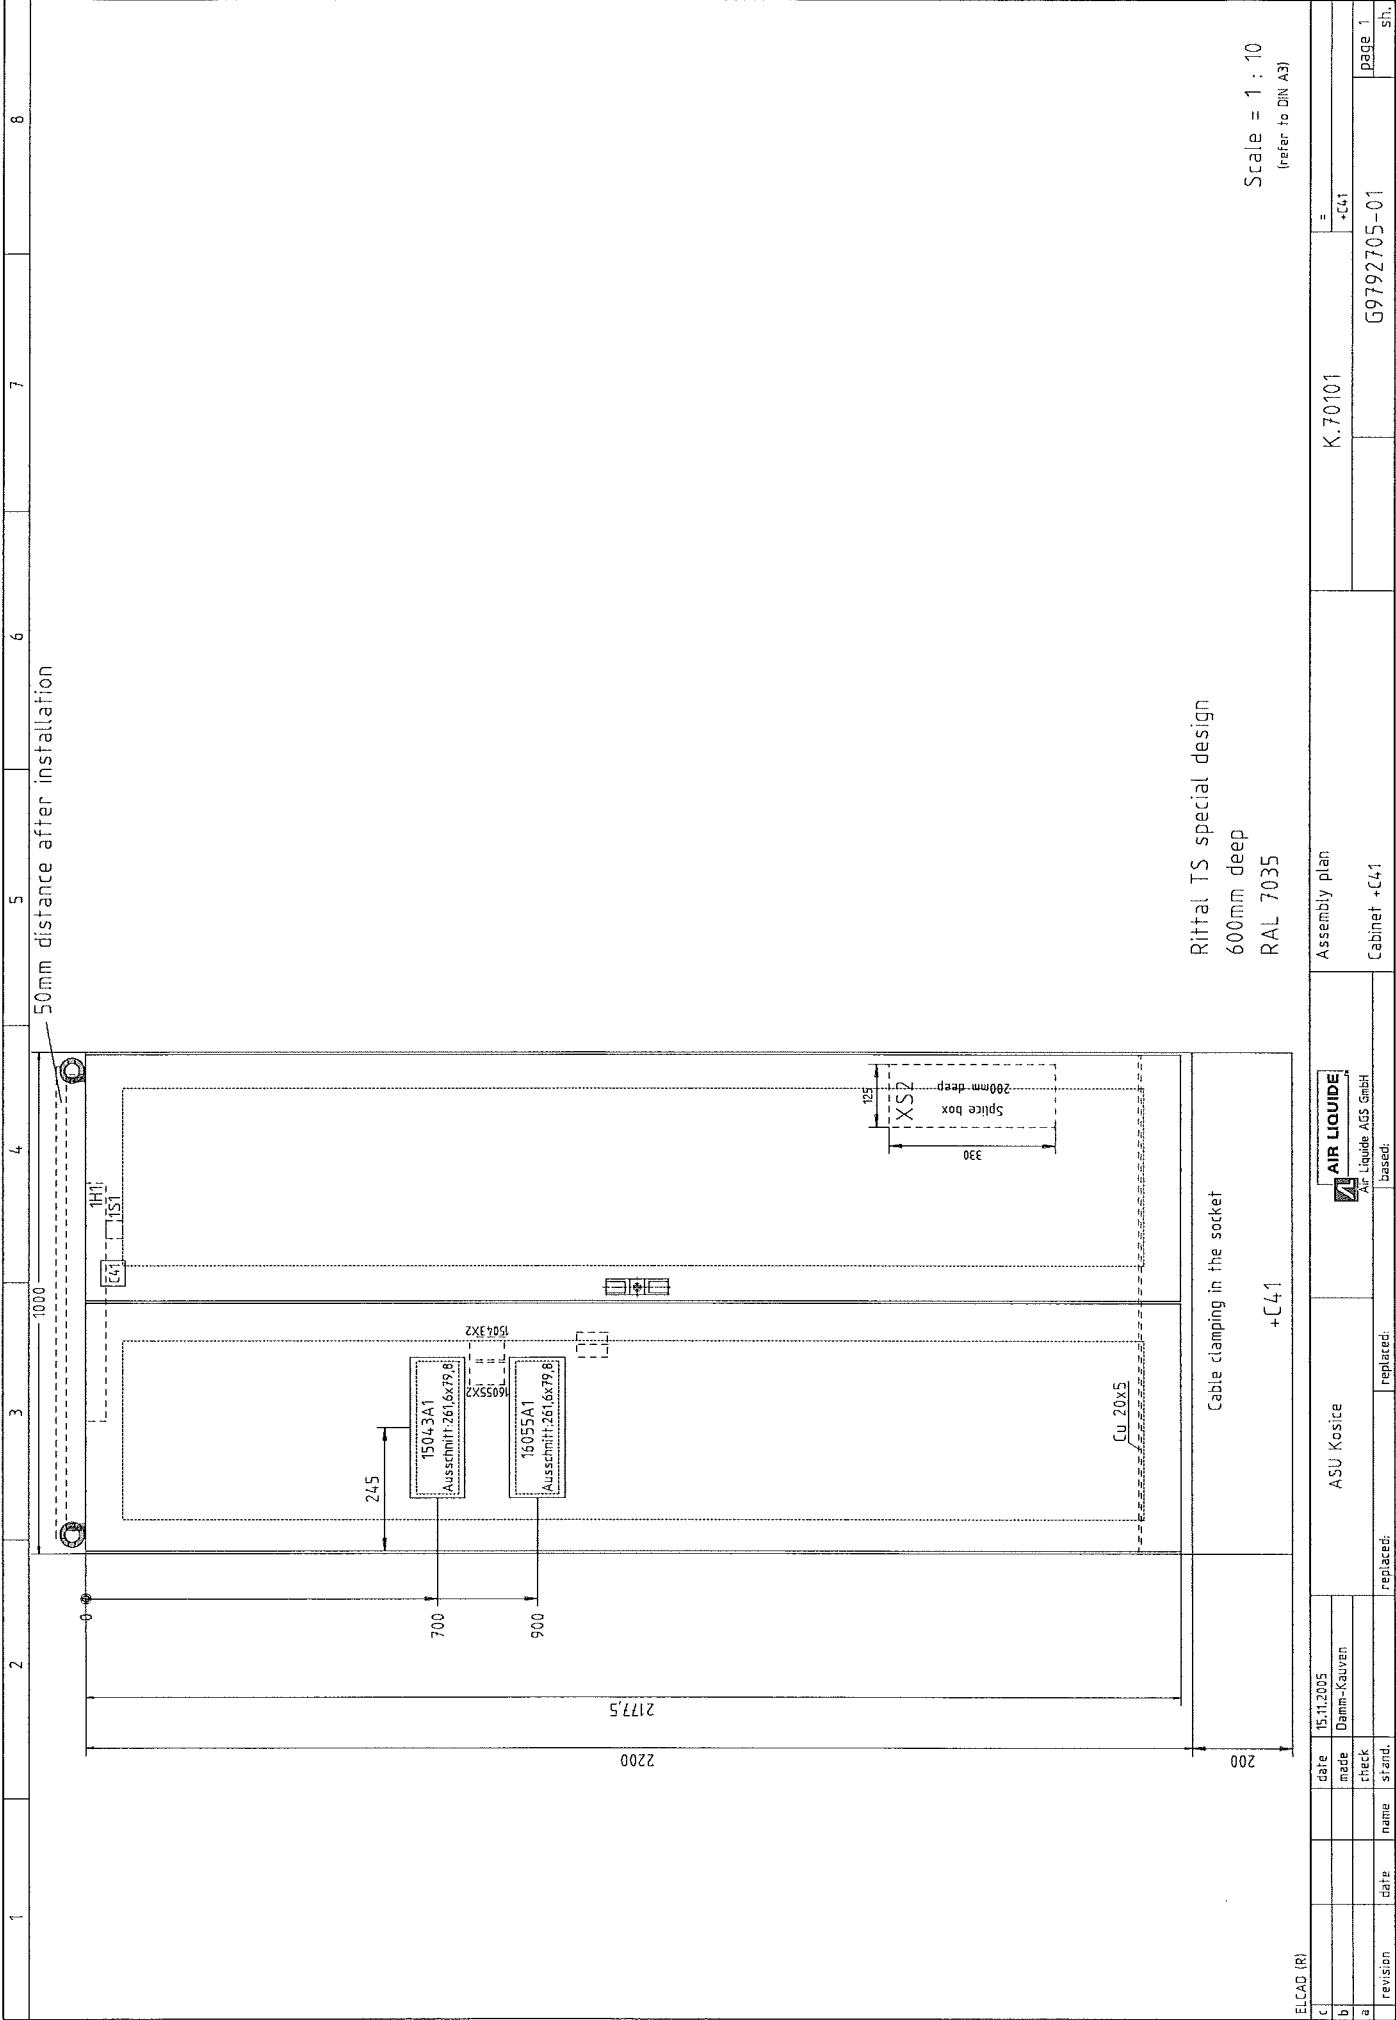 1 2 3 4 5 6 7 8
50mm distance after installation
1000
1H1
1S1
C41
0
245
15043A1
Ausschnitt:261,6x79,8
15043X2
16055X2
16055A1
Ausschnitt:261,6x79,8
700
900
2177,5
2200
200
125
XS2
Splice box
200mm deep
330
Cu 20x5
Cable clamping in the socket
+C41
Rittal TS special design
600mm deep
RAL 7035
Scale = 1 : 10
(refer to DIN A3)
ELCAD (R)
c
b
a
revision
date
name
date 15.11.2005
made Damm-Kauven
check
stand.
ASU Kosice
replaced:
replaced:
AIR LIQUIDE
Air Liquide AGS GmbH
based:
Assembly plan
Cabinet +C41
K.70101
=
+C41
G9792705-01
page 1
sh.